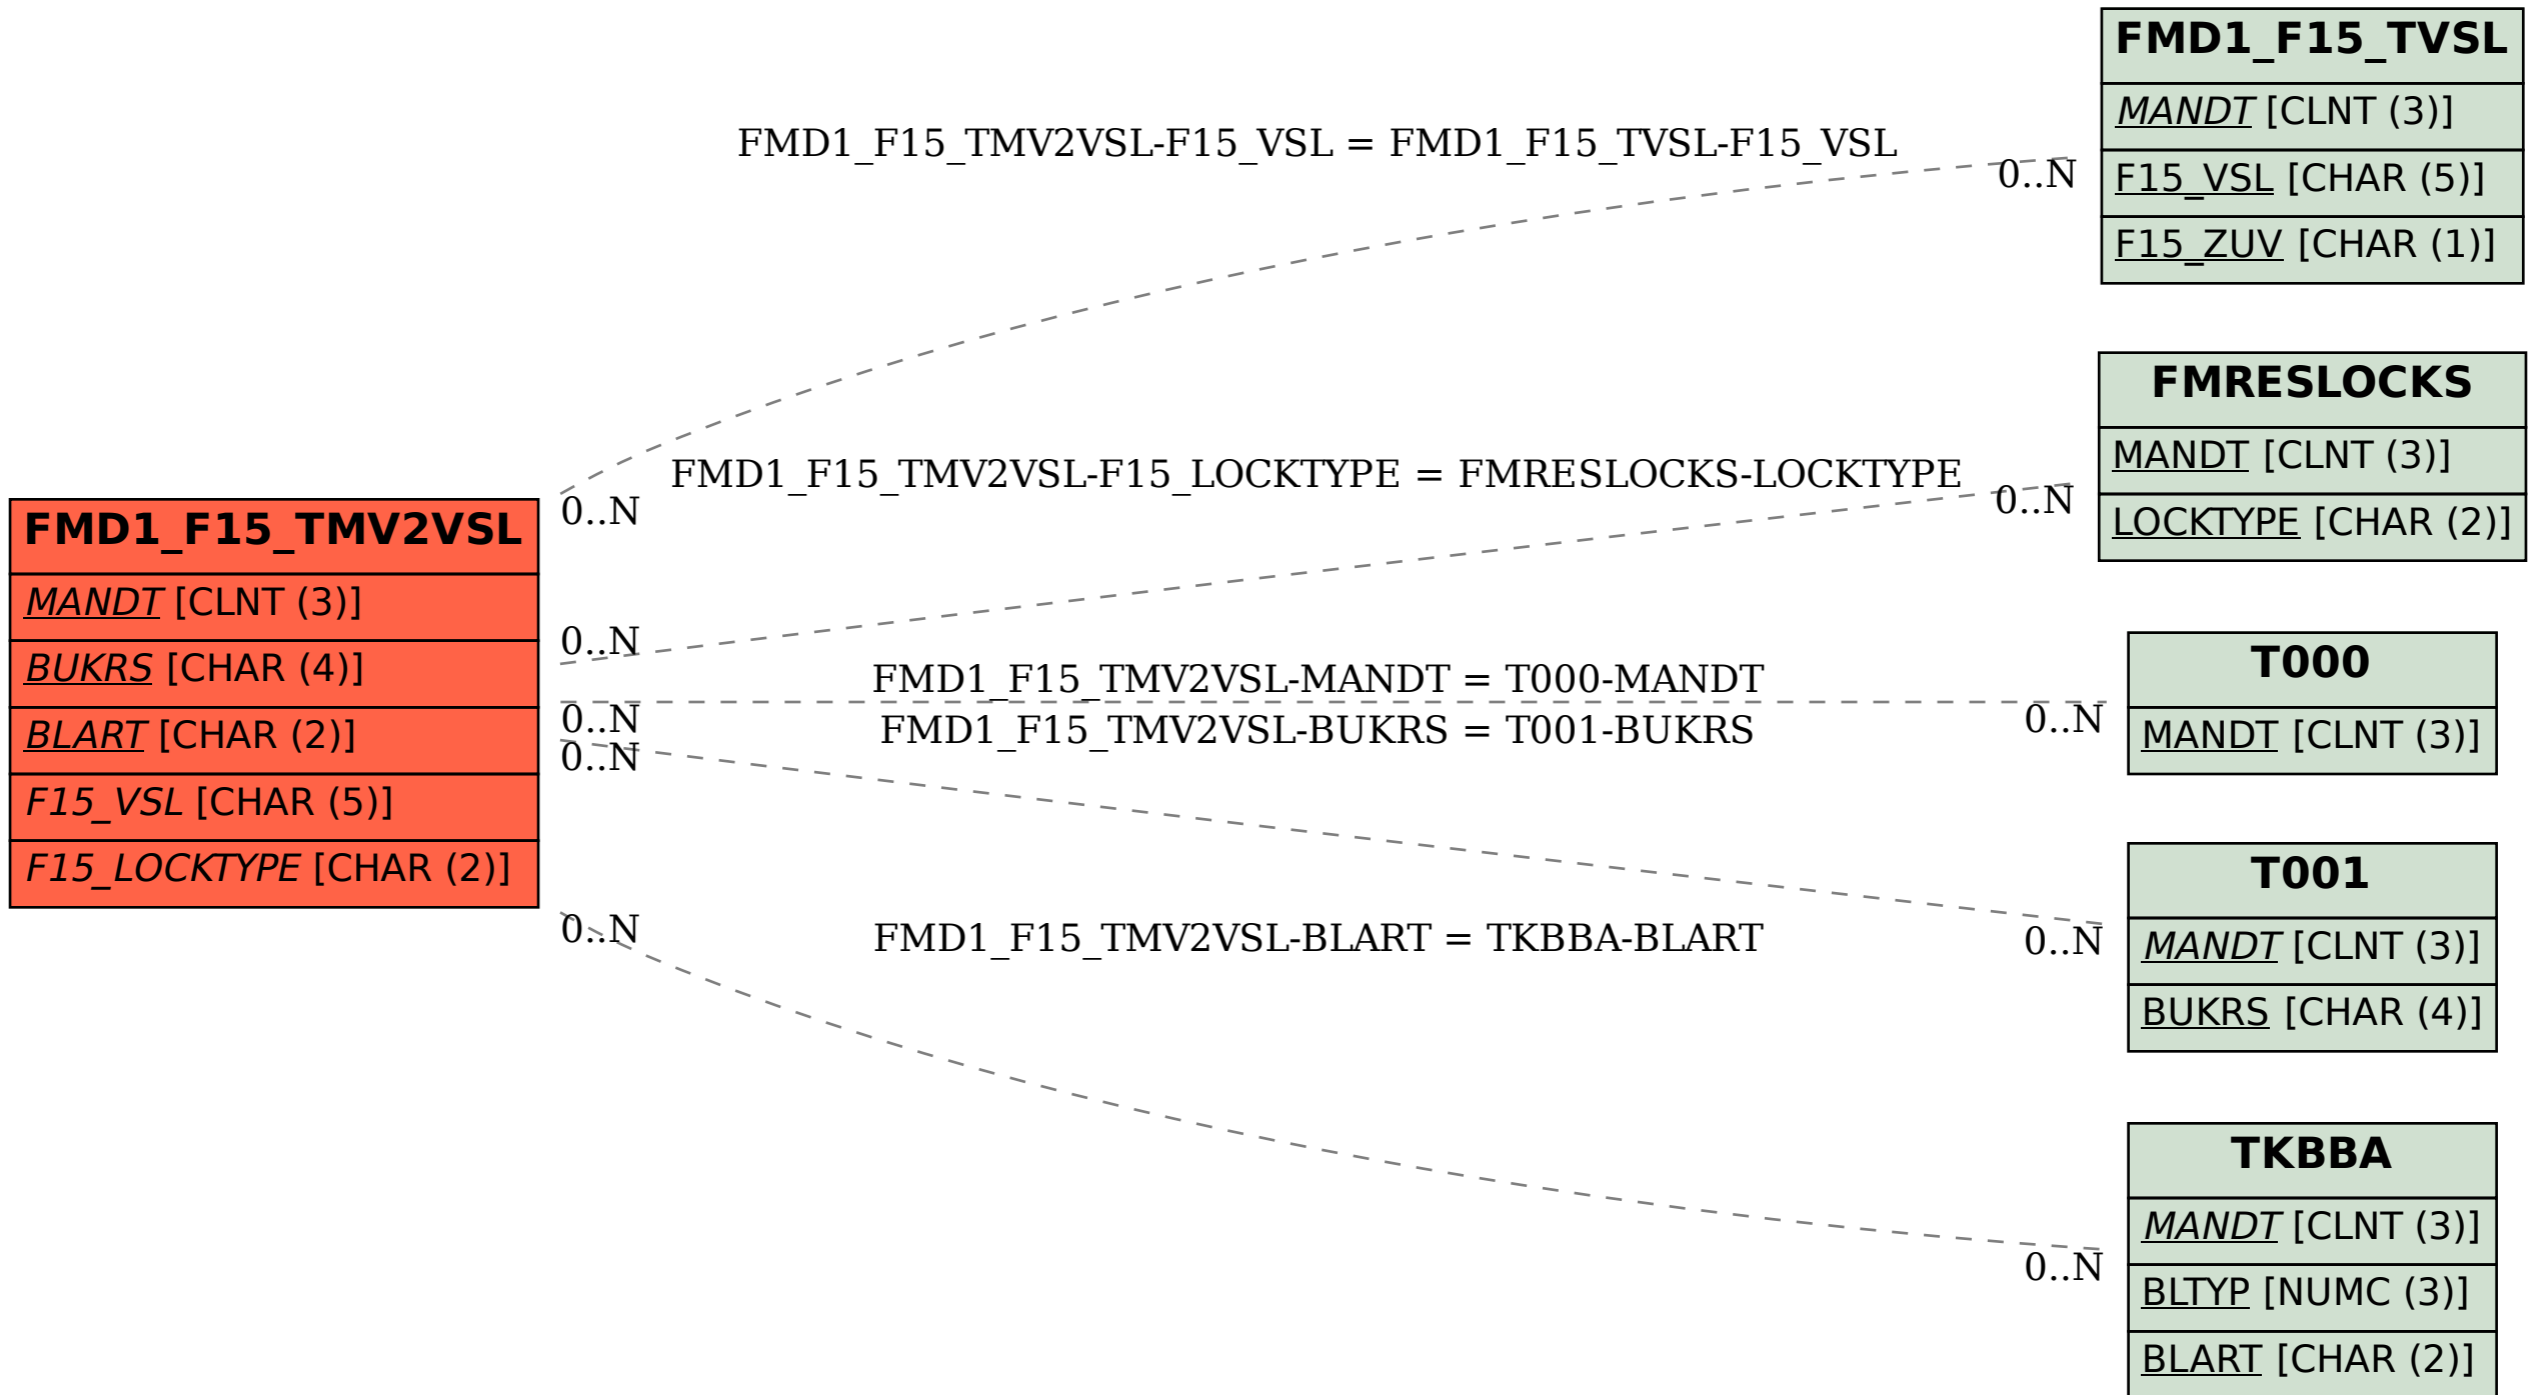 FMD1_F15_TMV2VSL
MANDT [CLNT (3)]
BUKRS [CHAR (4)]
BLART [CHAR (2)]
F15_VSL [CHAR (5)]
F15_LOCKTYPE [CHAR (2)]
FMD1_F15_TMV2VSL-F15_VSL = FMD1_F15_TVSL-F15_VSL
0..N
0..N
FMD1_F15_TMV2VSL-F15_LOCKTYPE = FMRESLOCKS-LOCKTYPE
0..N
0..N
FMD1_F15_TMV2VSL-MANDT = T000-MANDT
0..N
0..N
FMD1_F15_TMV2VSL-BUKRS = T001-BUKRS
0..N
0..N
FMD1_F15_TMV2VSL-BLART = TKBBA-BLART
0..N
0..N
FMD1_F15_TVSL
MANDT [CLNT (3)]
F15_VSL [CHAR (5)]
F15_ZUV [CHAR (1)]
FMRESLOCKS
MANDT [CLNT (3)]
LOCKTYPE [CHAR (2)]
T000
MANDT [CLNT (3)]
T001
MANDT [CLNT (3)]
BUKRS [CHAR (4)]
TKBBA
MANDT [CLNT (3)]
BLTYP [NUMC (3)]
BLART [CHAR (2)]